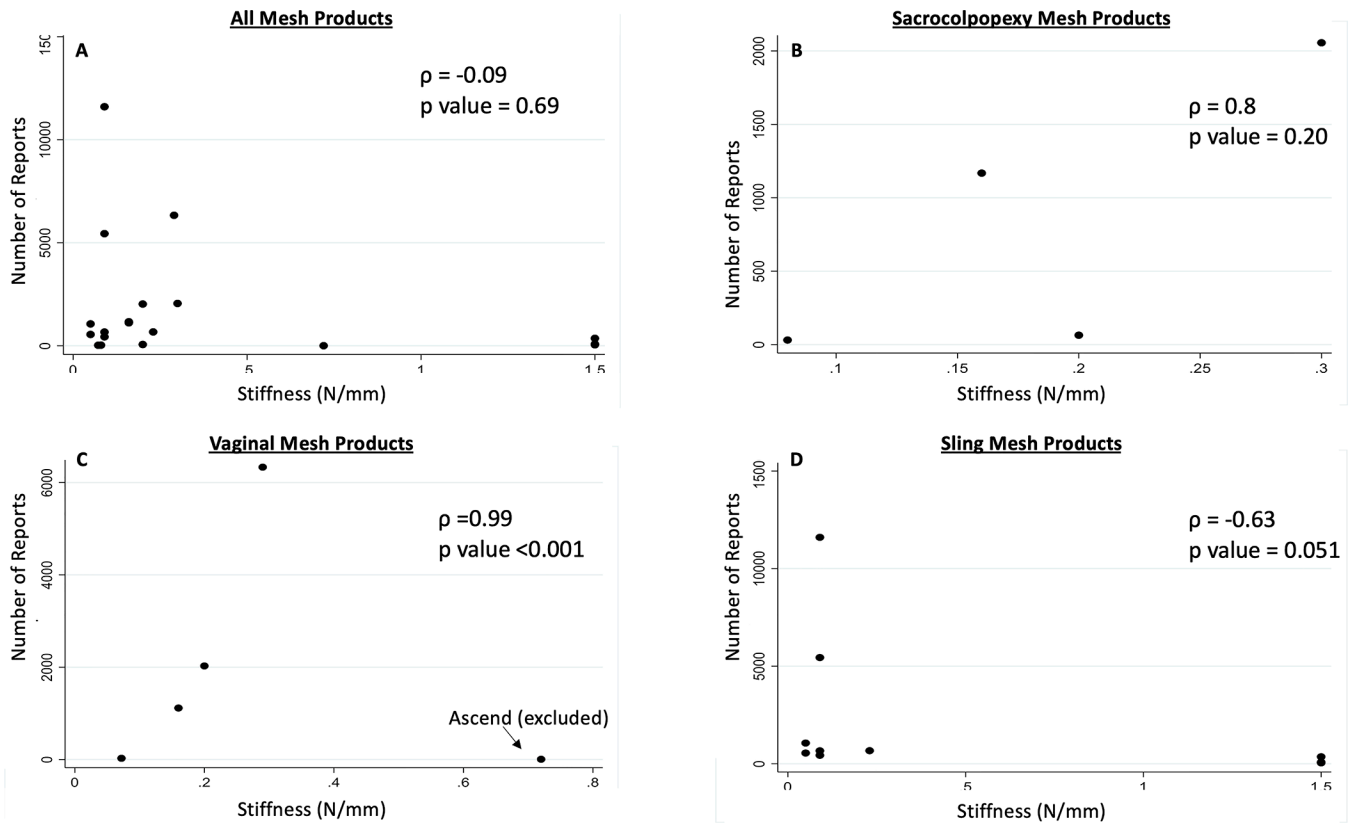 All Mesh Products
A
ρ = -0.09
p value = 0.69
Number of Reports
0
5000
10000
150
0
.5
1
1.5
Stiffness (N/mm)
Sacrocolpopexy Mesh Products
B
ρ = 0.8
p value = 0.20
Number of Reports
0
500
1000
1500
2000
.1
.15
.2
.25
.3
Stiffness (N/mm)
Vaginal Mesh Products
C
ρ =0.99
p value <0.001
Ascend (excluded)
Number of Reports
0
2000
4000
6000
0
.2
.4
.6
.8
Stiffness (N/mm)
Sling Mesh Products
D
ρ = -0.63
p value = 0.051
Number of Reports
0
5000
10000
1500
0
5
1
1.5
Stiffness (N/mm)